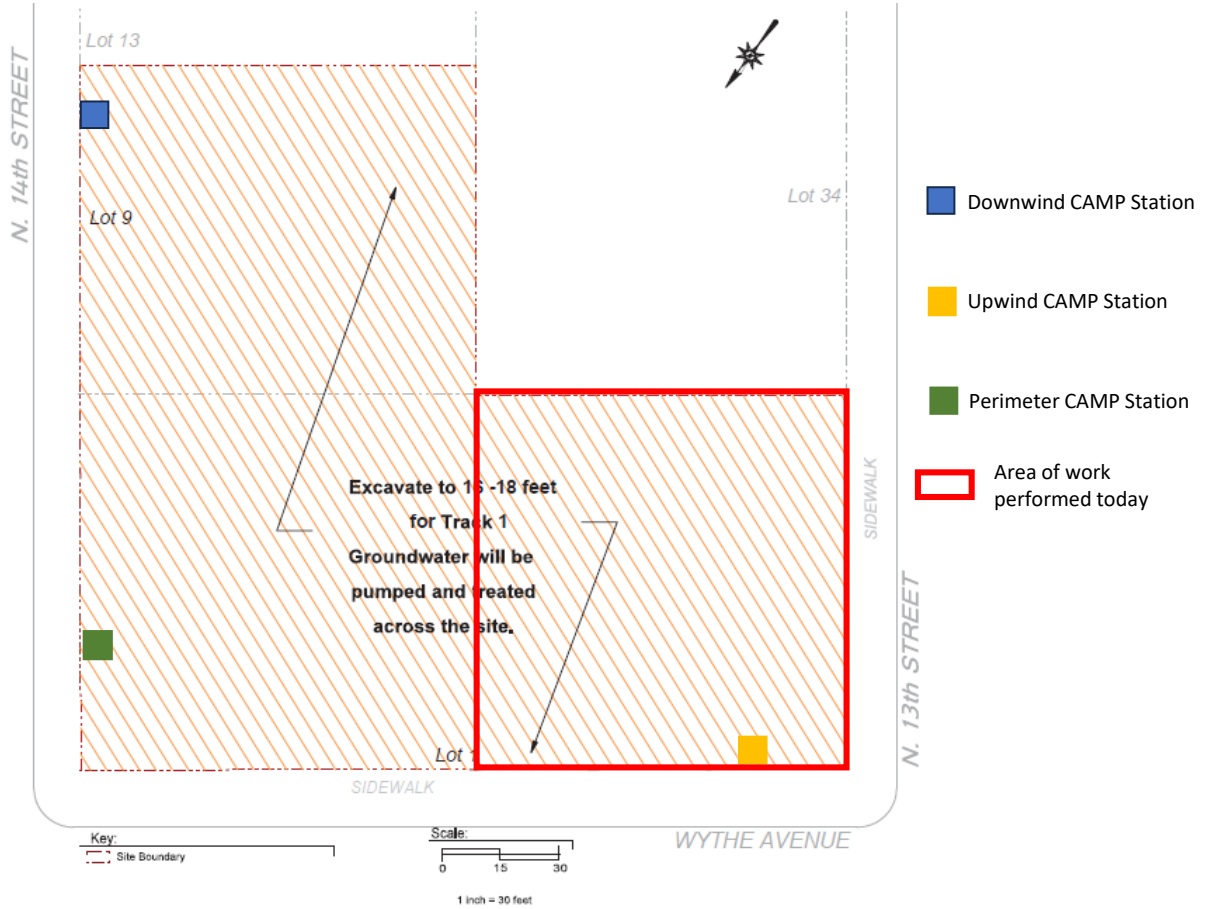 Lot 13
N. 14th STREET
Lot 9
Lot 34
Downwind CAMP Station
Upwind CAMP Station
Perimeter CAMP Station
Area of work
performed today
Excavate to 16 -18 feet
for Track 1
Groundwater will be
pumped and treated
across the site.
SIDEWALK
N. 13th STREET
Lot 1
SIDEWALK
WYTHE AVENUE
Key:
Site Boundary
Scale:
0 15 30
1 inch = 30 feet